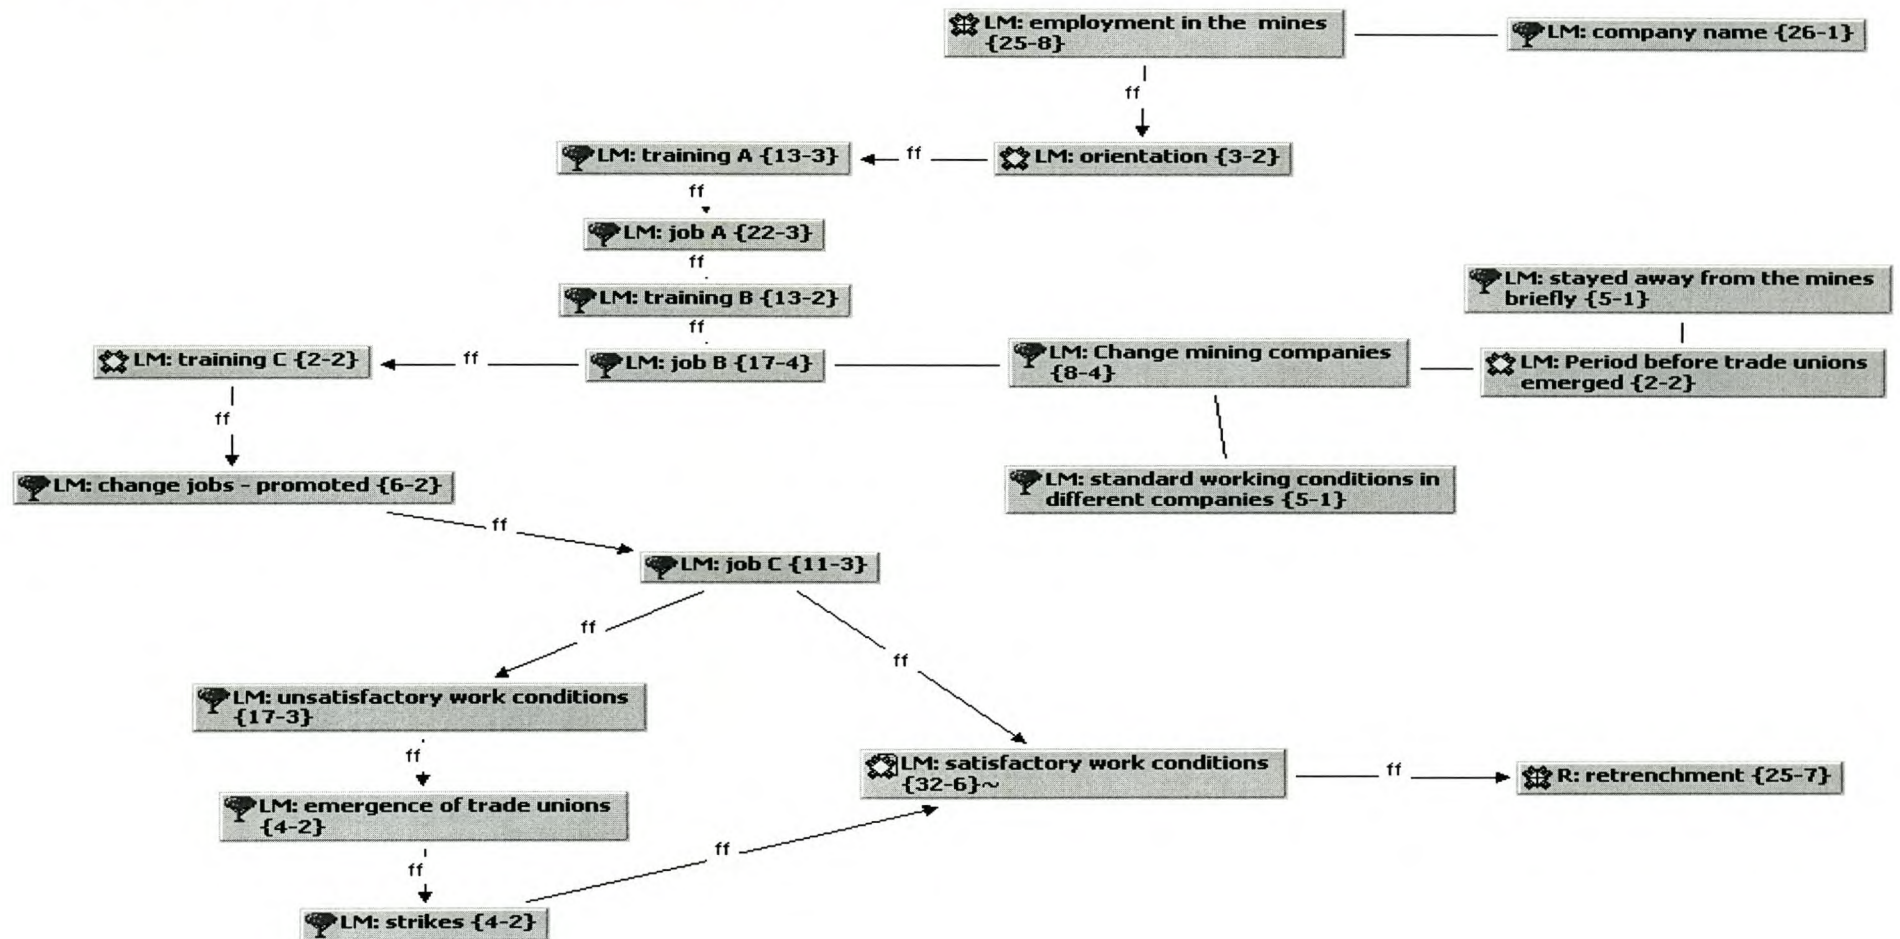 LM: employment in the mines
{25-8}
LM: company name {26-1}
ff
LM: training A {13-3}
ff
LM: orientation {3-2}
ff
LM: job A {22-3}
ff
LM: training B {13-2}
ff
LM: stayed away from the mines
briefly {5-1}
LM: training C {2-2}
ff
LM: job B {17-4}
LM: Change mining companies
{8-4}
LM: Period before trade unions
emerged {2-2}
ff
LM: change jobs - promoted {6-2}
LM: standard working conditions in
different companies {5-1}
ff
LM: job C {11-3}
ff
ff
LM: unsatisfactory work conditions
{17-3}
ff
LM: satisfactory work conditions
{32-6}~
ff
R: retrenchment {25-7}
LM: emergence of trade unions
{4-2}
ff
ff
LM: strikes {4-2}